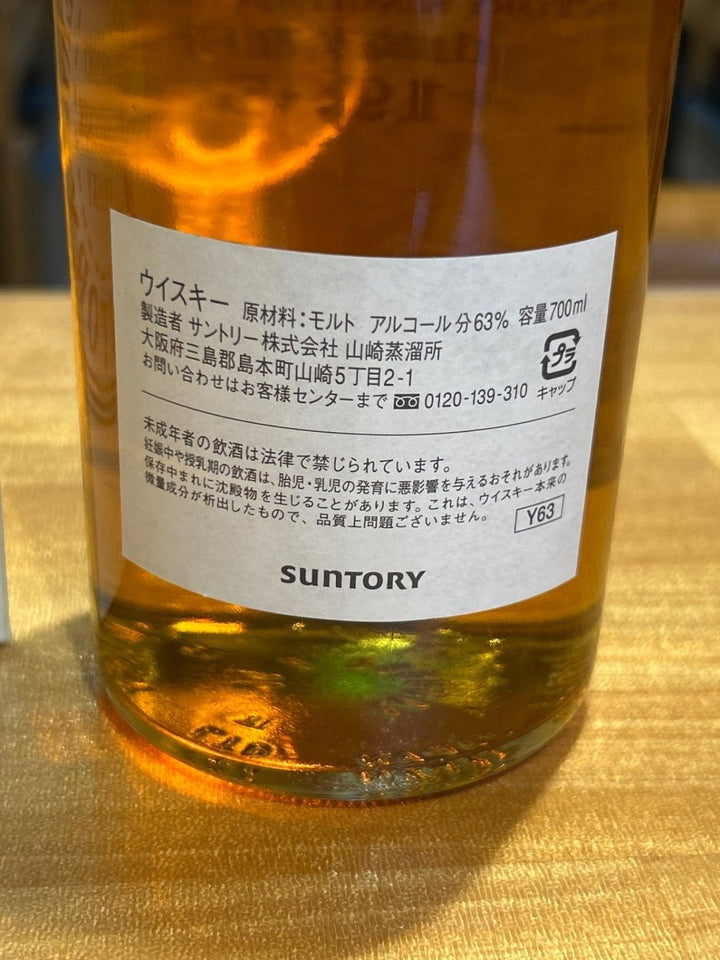 ウイスキー 原材料:モルト アルコール分63% 容量700ml
製造者 サントリー株式会社 山崎蒸溜所
大阪府三島郡島本町山崎5丁目2-1
お問い合わせはお客様センターまで 0120-139-310
プラ
キャップ
未成年者の飲酒は法律で禁じられています。
妊娠中や授乳期の飲酒は、胎児・乳児の発育に悪影響を与えるおそれがあります。
保存中まれに沈殿物を生じることがあります。これは、ウイスキー本来の
微量成分が析出したもので、品質上問題ございません。
Y63
SUNTORY